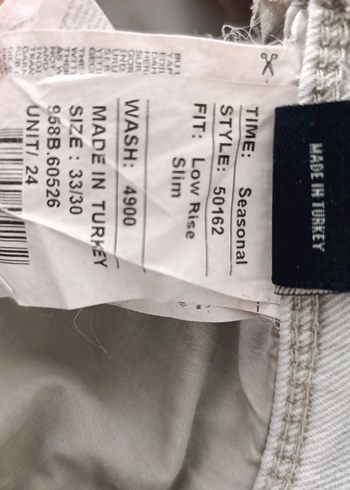 TIME: Seasonal
STYLE: 50162
FIT: Low Rise
Slim
WASH: 4900
MADE IN TURKEY
SIZE : 33/30
958B.60526
UNIT/ 24
MADE IN TURKEY